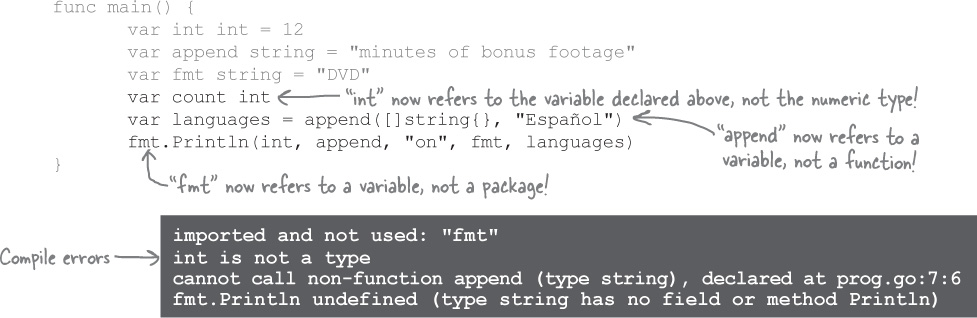 func main() {
var int int = 12
var append string = "minutes of bonus footage"
var fmt string = "DVD"
var count int
“int” now refers to the variable declared above, not the numeric type!
var languages = append([]string{}, "Español")
“append” now refers to a
variable, not a function!
fmt.Println(int, append, "on", fmt, languages)
}
“fmt” now refers to a variable, not a package!
Compile errors
imported and not used: "fmt"
int is not a type
cannot call non-function append (type string), declared at prog.go:7:6
fmt.Println undefined (type string has no field or method Println)